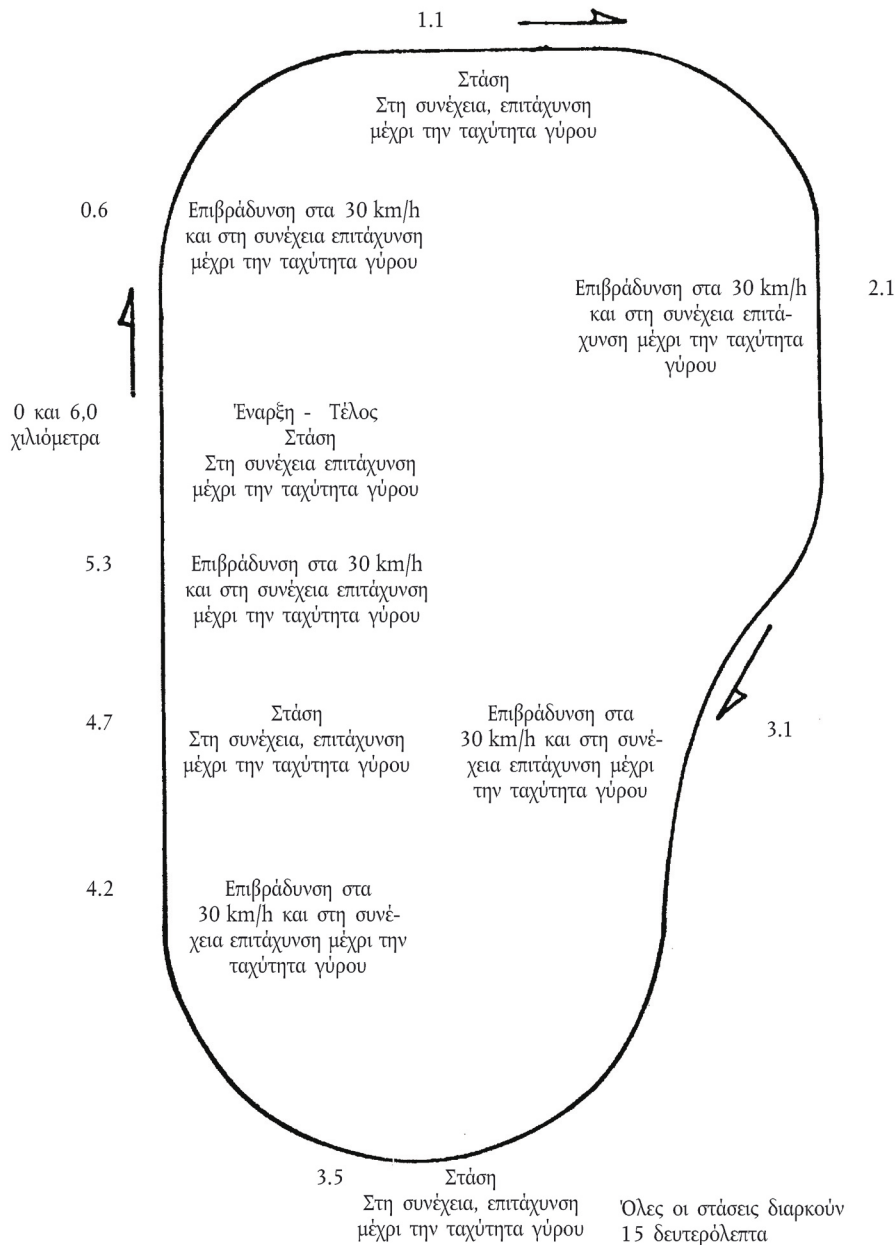 1.1
Στάση
Στη συνέχεια, επιτάχυνση
μέχρι την ταχύτητα γύρου
0.6
Επιβράδυνση στα 30 km/h
και στη συνέχεια επιτάχυνση
μέχρι την ταχύτητα γύρου
Επιβράδυνση στα 30 km/h
και στη συνέχεια επιτά-
χυνση μέχρι την ταχύτητα
γύρου
2.1
0 και 6,0
χιλιόμετρα
Έναρξη - Τέλος
Στάση
Στη συνέχεια επιτάχυνση
μέχρι την ταχύτητα γύρου
5.3
Επιβράδυνση στα 30 km/h
και στη συνέχεια επιτάχυνση
μέχρι την ταχύτητα γύρου
4.7
Στάση
Στη συνέχεια, επιτάχυνση
μέχρι την ταχύτητα γύρου
Επιβράδυνση στα
30 km/h και στη συνέ-
χεια επιτάχυνση μέχρι
την ταχύτητα γύρου
3.1
4.2
Επιβράδυνση στα
30 km/h και στη συνέ-
χεια επιτάχυνση μέχρι την
ταχύτητα γύρου
3.5
Στάση
Στη συνέχεια, επιτάχυνση
μέχρι την ταχύτητα γύρου
Όλες οι στάσεις διαρκούν
15 δευτερόλεπτα